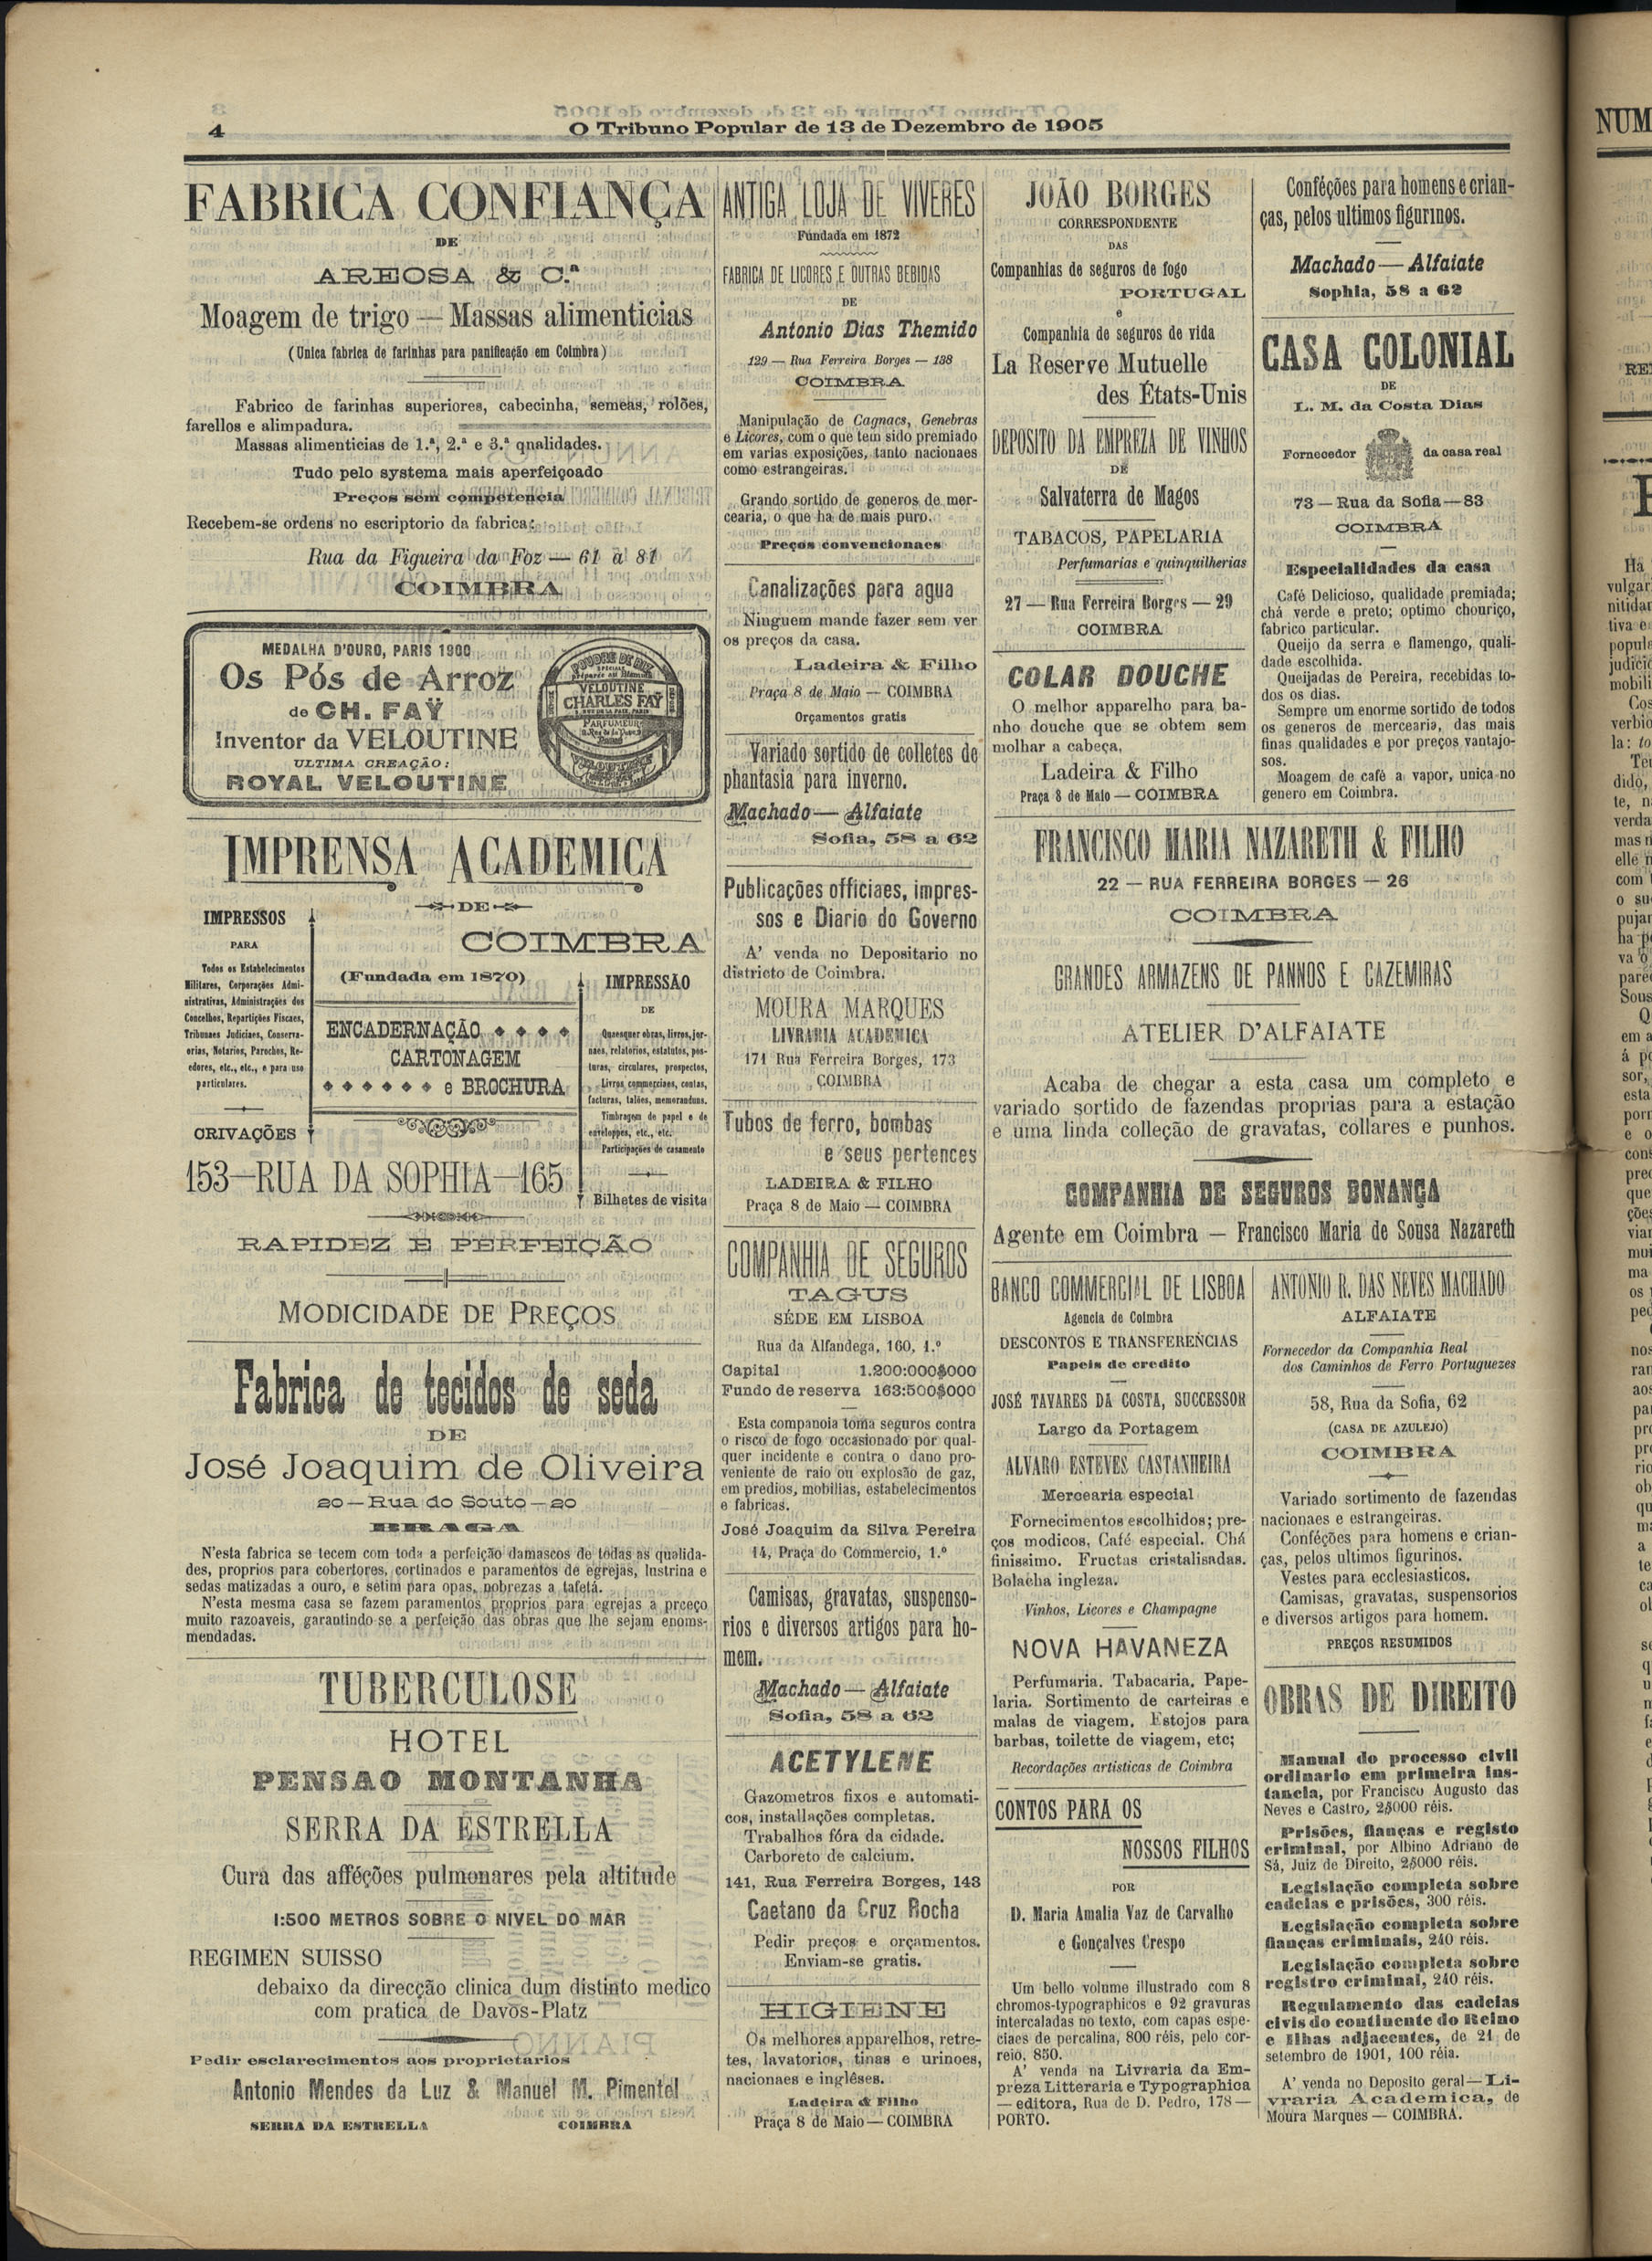 4
O Tribuno Popular de 13 de Dezembro de 1905
FABRICA CONFIANÇA
DE
AREOSA & C.ª
Moagem de trigo — Massas alimenticias
(Unica fabrica de farinhas para panificação em Coimbra)
Fabrico de farinhas superiores, cabecinha, semeas, rolões,
farellos e alimpadura.
Massas alimenticias de 1.ª, 2.ª e 3.ª qnalidades.
Tudo pelo systema mais aperfeiçoado
Preços sem competencia
Recebem-se ordens no escriptorio da fabrica:
Rua da Figueira da Foz — 61 a 81
COIMBRA
MEDALHA D'OURO, PARIS 1900
Os Pós de Arroz
de CH. FAŸ
Inventor da VELOUTINE
ULTIMA CREAÇÃO:
ROYAL VELOUTINE
POUDRE DE RIZ
SPÉCIALE
VELOUTINE
CHARLES FAŸ
PARFUMEUR
IMPRENSA ACADEMICA
DE
COIMBRA
(Fundada em 1870)
IMPRESSOS
PARA
Todos os Estabelecimentos
Militares, Corporações Admi-
nistrativas, Administrações dos
Concelhos, Repartições Fiscaes,
Tribunaes Judiciaes, Conserva-
orias, Notarios, Parochos, Re-
edores, etc., etc., e para uso
particulares.
CRIVAÇÕES
ENCADERNAÇÃO
CARTONAGEM
e BROCHURA
IMPRESSÃO
DE
Quaesquer obras, livros, jor-
naes, relatorios, estatutos, pos-
turas, circulares, prospectos,
Livros commerciaes, contas,
facturas, talões, memoranduns.
Timbragem de papel e de
enveloppes, etc., etc.
Participações de casamento
Bilhetes de visita
153—RUA DA SOPHIA—165
RAPIDEZ E PERFEIÇÃO
MODICIDADE DE PREÇOS
Fabrica de tecidos de seda
DE
José Joaquim de Oliveira
20—Rua do Souto—20
BRAGA
N'esta fabrica se tecem com toda a perfeição damascos de todas as qualida-
des, proprios para cobertores, cortinados e paramentos de egrejas, lustrina e
sedas matizadas a ouro, e setim para opas, nobrezas a tafetá.
N'esta mesma casa se fazem paramentos proprios para egrejas a prceço
muito razoaveis, garantindo-se a perfeição das obras que lhe sejam enoms-
mendadas.
TUBERCULOSE
HOTEL
PENSAO MONTANHA
SERRA DA ESTRELLA
Cura das afféções pulmonares pela altitude
1:500 METROS SOBRE O NIVEL DO MAR
REGIMEN SUISSO
debaixo da direcção clinica dum distinto medico
com pratica de Davos-Platz
Pedir esclarecimentos aos proprietarios
Antonio Mendes da Luz & Manuel M. Pimentel
SERRA DA ESTRELLA COIMBRA
ANTIGA LOJA DE VIVERES
Fundada em 1872
FABRICA DE LICORES E OUTRAS BEBIDAS
DE
Antonio Dias Themido
129 — Rua Ferreira Borges — 138
COIMBRA
Manipulação de Cagnacs, Genebras
e Licores, com o que tem sido premiado
em varias exposições, tanto nacionaes
como estrangeiras.
Grando sortido de generos de mer-
cearia, o que ha de mais puro.
Preços convencionaes
Canalizações para agua
Ninguem mande fazer sem ver
os preços da casa.
Ladeira & Filho
Praça 8 de Maio — COIMBRA
Orçamentos gratis
Variado sortido de colletes de
phantasia para inverno.
Machado — Alfaiate
Sofia, 58 a 62
Publicações officiaes, impres-
sos e Diario do Governo
A' venda no Depositario no
districto de Coimbra.
MOURA MARQUES
LIVRARIA ACADEMICA
171 Rua Ferreira Borges, 173
COIMBRA
Tubos de ferro, bombas
e seus pertences
LADEIRA & FILHO
Praça 8 de Maio — COIMBRA
COMPANHIA DE SEGUROS
TAGUS
SÉDE EM LISBOA
Rua da Alfandega, 160, 1.º
Capital 1.200:000$000
Fundo de reserva 163:500$000
Esta companoia toma seguros contra
o risco de fogo occasionado por qual-
quer incidente e contra o dano pro-
veniente de raio ou explosão de gaz,
em predios, mobilias, estabelecimentos
e fabricas.
José Joaquim da Silva Pereira
14, Praça do Commercio, 1.º
Camisas, gravatas, suspenso-
rios e diversos artigos para ho-
mem.
Machado — Alfaiate
Sofia, 58 a 62
ACETYLENE
Gazometros fixos e automati-
cos, installações completas.
Trabalhos fóra da cidade.
Carboreto de calcium.
141, Rua Ferreira Borges, 143
Caetano da Cruz Rocha
Pedir preços e orçamentos.
Enviam-se gratis.
HIGIENE
Os melhores apparelhos, retre-
tes, lavatorios, tinas e urinoes,
nacionaes e inglêses.
Ladeira & Filho
Praça 8 de Maio — COIMBRA
JOÃO BORGES
CORRESPONDENTE
DAS
Companhias de seguros de fogo
PORTUGAL
e
Companhia de seguros de vida
La Reserve Mutuelle
des États-Unis
DEPOSITO DA EMPREZA DE VINHOS
DE
Salvaterra de Magos
TABACOS, PAPELARIA
Perfumarias e quinquilherias
27 — Rua Ferreira Borges — 29
COIMBRA
COLAR DOUCHE
O melhor apparelho para ba-
nho douche que se obtem sem
molhar a cabeça,
Ladeira & Filho
Praça 8 de Maio — COIMBRA
Conféções para homens e crian-
ças, pelos ultimos figurinos.
Machado — Alfaiate
Sophia, 58 a 62
CASA COLONIAL
DE
L. M. da Costa Dias
Fornecedor da casa real
73 — Rua da Sofia — 83
COIMBRA
Especialidades da casa
Café Delicioso, qualidade premiada;
chá verde e preto; optimo chouriço,
fabrico particular.
Queijo da serra e flamengo, quali-
dade escolhida.
Queijadas de Pereira, recebidas to-
dos os dias.
Sempre um enorme sortido de todos
os generos de mercearia, das mais
finas qualidades e por preços vantajo-
sos.
Moagem de café a vapor, unica no
genero em Coimbra.
FRANCISCO MARIA NAZARETH & FILHO
22 — RUA FERREIRA BORGES — 26
COIMBRA
GRANDES ARMAZENS DE PANNOS E CAZEMIRAS
ATELIER D'ALFAIATE
Acaba de chegar a esta casa um completo e
variado sortido de fazendas proprias para a estação
e uma linda colleção de gravatas, collares e punhos.
COMPANHIA DE SEGUROS BONANÇA
Agente em Coimbra — Francisco Maria de Sousa Nazareth
BANCO COMMERCIAL DE LISBOA
Agencia de Coimbra
DESCONTOS E TRANSFERENCIAS
Papeis de credito
JOSÉ TAVARES DA COSTA, SUCCESSOR
Largo da Portagem
ALVARO ESTEVES CASTANHEIRA
Mercearia especial
Fornecimentos escolhidos; pre-
ços modicos, Café especial. Chá
finissimo. Fructas cristalisadas.
Bolacha ingleza.
Vinhos, Licores e Champagne
NOVA HAVANEZA
Perfumaria. Tabacaria. Pape-
laria. Sortimento de carteiras e
malas de viagem. Estojos para
barbas, toilette de viagem, etc;
Recordações artisticas de Coimbra
CONTOS PARA OS
NOSSOS FILHOS
POR
D. Maria Amalia Vaz de Carvalho
e Gonçalves Crespo
Um bello volume illustrado com 8
chromos-typographicos e 92 gravuras
intercaladas no texto, com capas espe-
ciaes de percalina, 800 réis, pelo cor-
reio, 850.
A' venda na Livraria da Em-
preza Litteraria e Typographica
— editora, Rua de D. Pedro, 178 —
PORTO.
ANTONIO R. DAS NEVES MACHADO
ALFAIATE
Fornecedor da Companhia Real
dos Caminhos de Ferro Portuguezes
58, Rua da Sofia, 62
(CASA DE AZULEJO)
COIMBRA
Variado sortimento de fazendas
nacionaes e estrangeiras.
Conféções para homens e crian-
ças, pelos ultimos figurinos.
Vestes para ecclesiasticos.
Camisas, gravatas, suspensorios
e diversos artigos para homem.
PREÇOS RESUMIDOS
OBRAS DE DIREITO
Manual do processo civil
ordinario em primeira ins-
tancia, por Francisco Augusto das
Neves e Castro, 2$000 réis.
Prisões, fianças e registo
criminal, por Albino Adriano de
Sá, Juiz de Direito, 2$000 réis.
Legislação completa sobre
cadeias e prisões, 300 réis.
Legislação completa sobre
fianças criminais, 240 réis.
Legislação completa sobre
registro criminal, 240 réis.
Regulamento das cadeias
civis do continente do Reino
e Ilhas adjacentes, de 21 de
setembro de 1901, 100 réia.
A' venda no Deposito geral — Li-
vraria Academica, de
Moura Marques — COIMBRA.
NUM